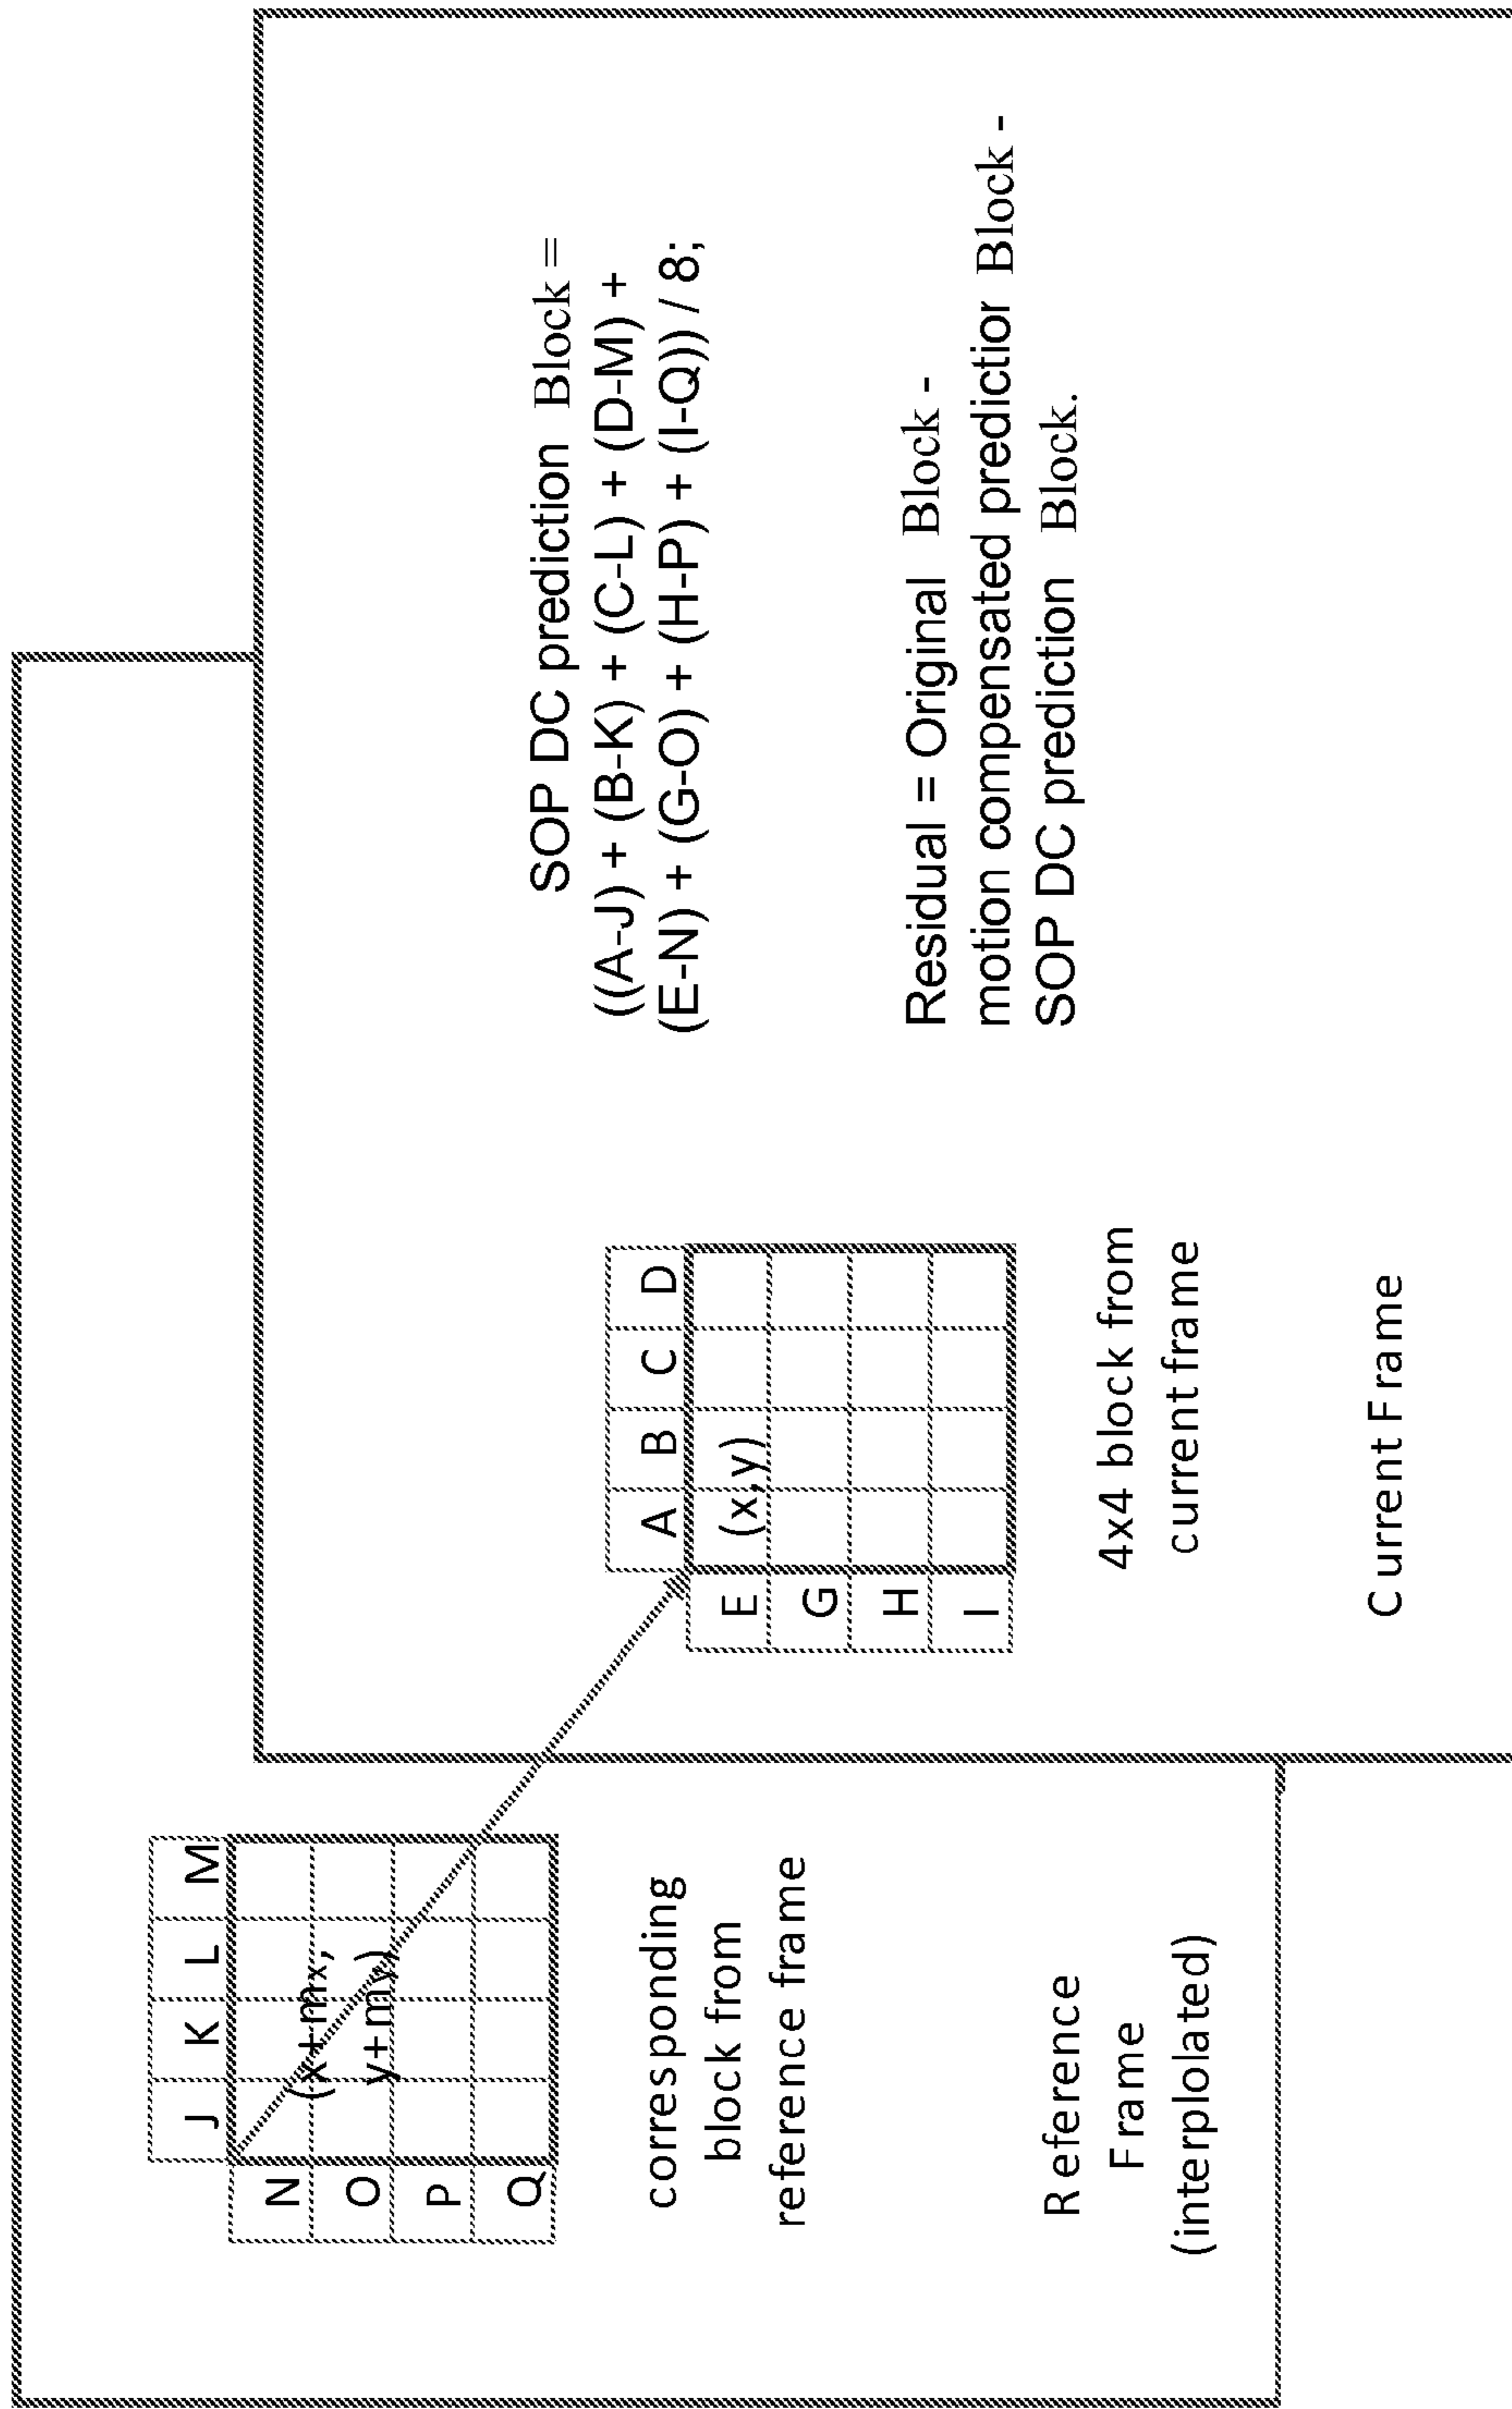 J K L M
N
O
P
Q
(x+mx,
y+my)
corresponding
block from
reference frame
Reference
Frame
(interplolated)
A B C D
E
G
H
I
(x,y)
4x4 block from
current frame
Current Frame
SOP DC prediction Block =
((A-J) + (B-K) + (C-L) + (D-M) +
(E-N) + (G-O) + (H-P) + (I-Q)) / 8;
Residual = Original Block -
motion compensated predictior Block -
SOP DC prediction Block.